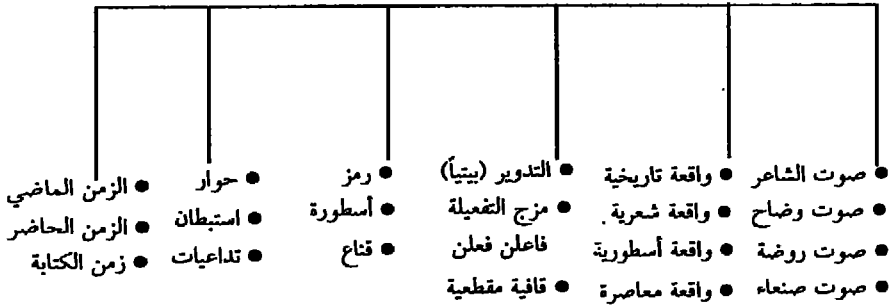 صوت الشاعر
صوت وضاح
صوت روضة
صوت صنعاء
واقعة تاريخية
واقعة شعرية
واقعة أسطورية
واقعة معاصرة
التدوير (بيتياً)
مزج التفعيلة
فاعلن فعلن
قافية مقطعية
رمز
أسطورة
قناع
حوار
استبطان
تداعيات
الزمن الماضي
الزمن الحاضر
زمن الكتابة